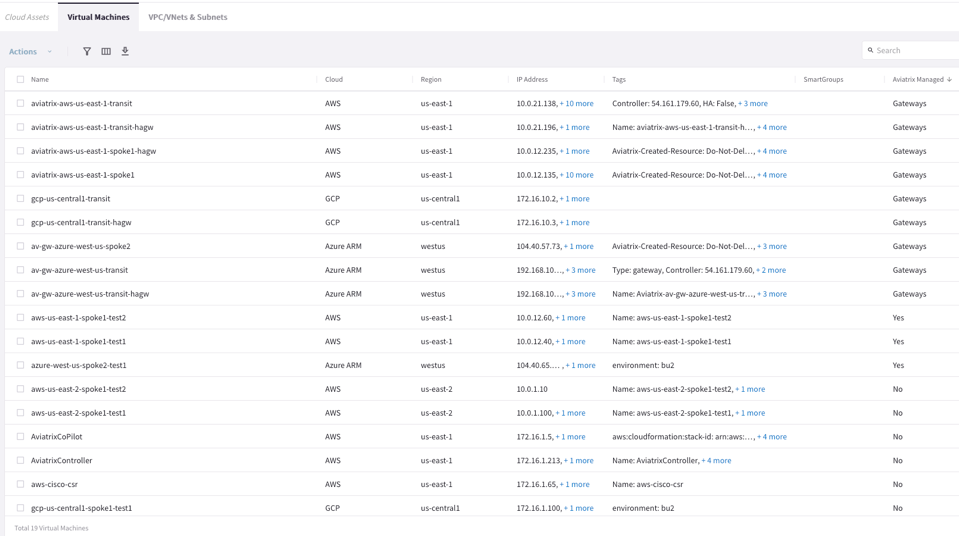 Cloud Assets Virtual Machines VPC/VNets & Subnets
Actions Search
Name Cloud Region IP Address Tags SmartGroups Aviatrix Managed
aviatrix-aws-us-east-1-transit AWS us-east-1 10.0.21.138, + 10 more Controller: 54.161.179.60, HA: False, + 3 more Gateways
aviatrix-aws-us-east-1-transit-hagw AWS us-east-1 10.0.21.196, + 1 more Name: aviatrix-aws-us-east-1-transit-h…, + 4 more Gateways
aviatrix-aws-us-east-1-spoke1-hagw AWS us-east-1 10.0.12.235, + 1 more Aviatrix-Created-Resource: Do-Not-Del…, + 4 more Gateways
aviatrix-aws-us-east-1-spoke1 AWS us-east-1 10.0.12.135, + 10 more Aviatrix-Created-Resource: Do-Not-Del…, + 4 more Gateways
gcp-us-central1-transit GCP us-central1 172.16.10.2, + 1 more Gateways
gcp-us-central1-transit-hagw GCP us-central1 172.16.10.3, + 1 more Gateways
av-gw-azure-west-us-spoke2 Azure ARM westus 104.40.57.73, + 1 more Aviatrix-Created-Resource: Do-Not-Del…, + 3 more Gateways
av-gw-azure-west-us-transit Azure ARM westus 192.168.10…, + 3 more Type: gateway, Controller: 54.161.179.60, + 2 more Gateways
av-gw-azure-west-us-transit-hagw Azure ARM westus 192.168.10…, + 3 more Name: Aviatrix-av-gw-azure-west-us-tr…, + 3 more Gateways
aws-us-east-1-spoke1-test2 AWS us-east-1 10.0.12.60, + 1 more Name: aws-us-east-1-spoke1-test2 Yes
aws-us-east-1-spoke1-test1 AWS us-east-1 10.0.12.40, + 1 more Name: aws-us-east-1-spoke1-test1 Yes
azure-west-us-spoke2-test1 Azure ARM westus 104.40.65.… , + 1 more environment: bu2 Yes
aws-us-east-2-spoke1-test2 AWS us-east-2 10.0.1.10 Name: aws-us-east-2-spoke1-test2, + 1 more No
aws-us-east-2-spoke1-test1 AWS us-east-2 10.0.1.100, + 1 more Name: aws-us-east-2-spoke1-test1, + 1 more No
AviatrixCoPilot AWS us-east-1 172.16.1.5, + 1 more aws:cloudformation:stack-id: arn:aws:…, + 4 more No
AviatrixController AWS us-east-1 172.16.1.213, + 1 more Name: AviatrixController, + 4 more No
aws-cisco-csr AWS us-east-1 172.16.1.65, + 1 more Name: aws-cisco-csr No
gcp-us-central1-spoke1-test1 GCP us-central1 172.16.1.100, + 1 more environment: bu2 No
Total 19 Virtual Machines